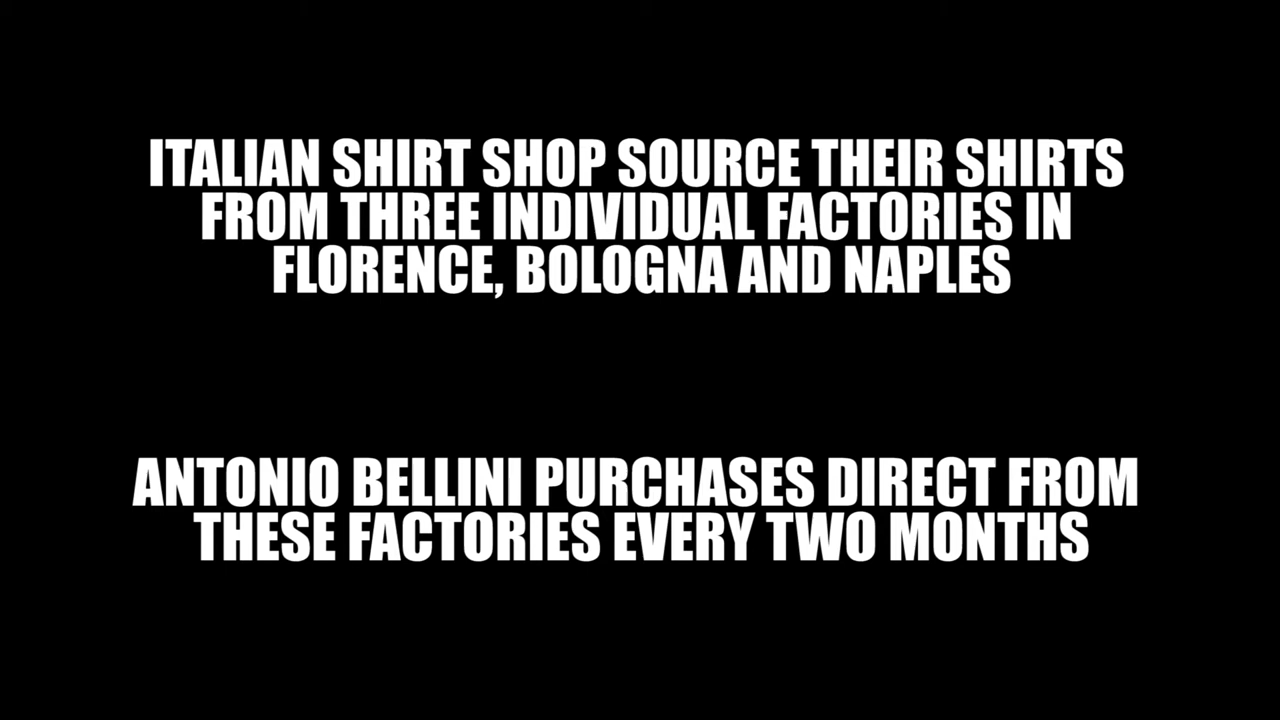 ITALIAN SHIRT SHOP SOURCE THEIR SHIRTS
FROM THREE INDIVIDUAL FACTORIES IN
FLORENCE, BOLOGNA AND NAPLES
ANTONIO BELLINI PURCHASES DIRECT FROM
THESE FACTORIES EVERY TWO MONTHS